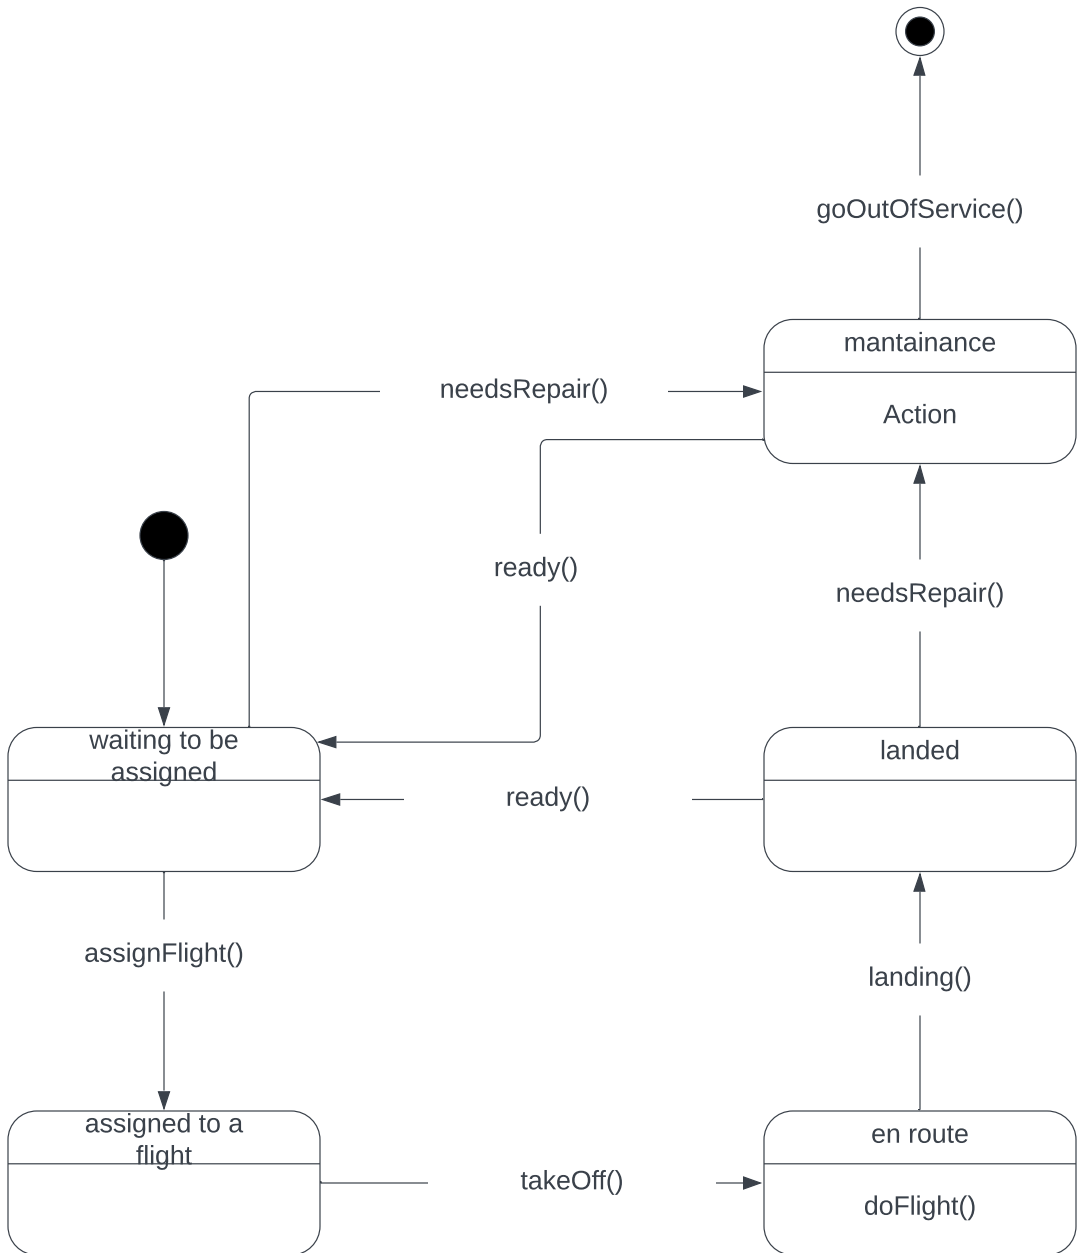 goOutOfService()
mantainance
needsRepair()
Action
ready()
needsRepair()
waiting to be
assigned
landed
ready()
assignFlight()
landing()
assigned to a
flight
en route
takeOff()
doFlight()